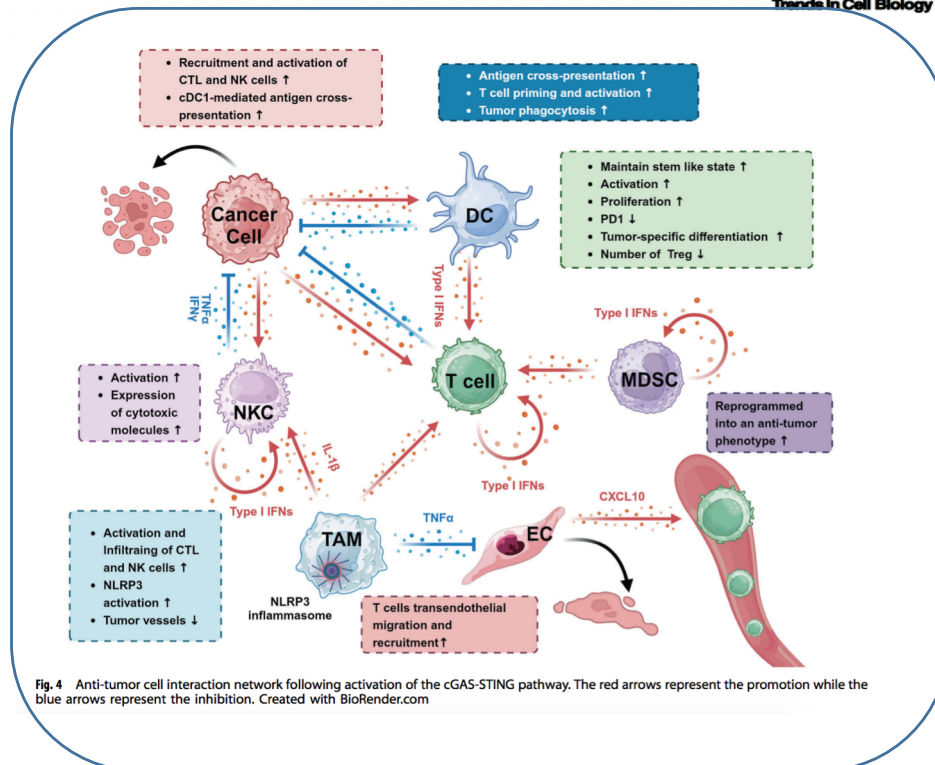 Trends in Cell Biology
• Recruitment and activation of
CTL and NK cells ↑
• cDC1-mediated antigen cross-
presentation ↑
• Antigen cross-presentation ↑
• T cell priming and activation ↑
• Tumor phagocytosis ↑
• Maintain stem like state ↑
• Activation ↑
• Proliferation ↑
• PD1 ↓
• Tumor-specific differentiation ↑
• Number of Treg ↓
Cancer
Cell
DC
Type I IFNs
TNFα
IFNγ
Type I IFNs
• Activation ↑
• Expression
of cytotoxic
molecules ↑
NKC
T cell
MDSC
Reprogrammed
into an anti-tumor
phenotype ↑
IL-1β
Type I IFNs
Type I IFNs
CXCL10
• Activation and
Infiltraing of CTL
and NK cells ↑
• NLRP3
activation ↑
• Tumor vessels ↓
TAM
TNFα
EC
NLRP3
inflammasome
T cells transendothelial
migration and
recruitment↑
Fig. 4 Anti-tumor cell interaction network following activation of the cGAS-STING pathway. The red arrows represent the promotion while the
blue arrows represent the inhibition. Created with BioRender.com